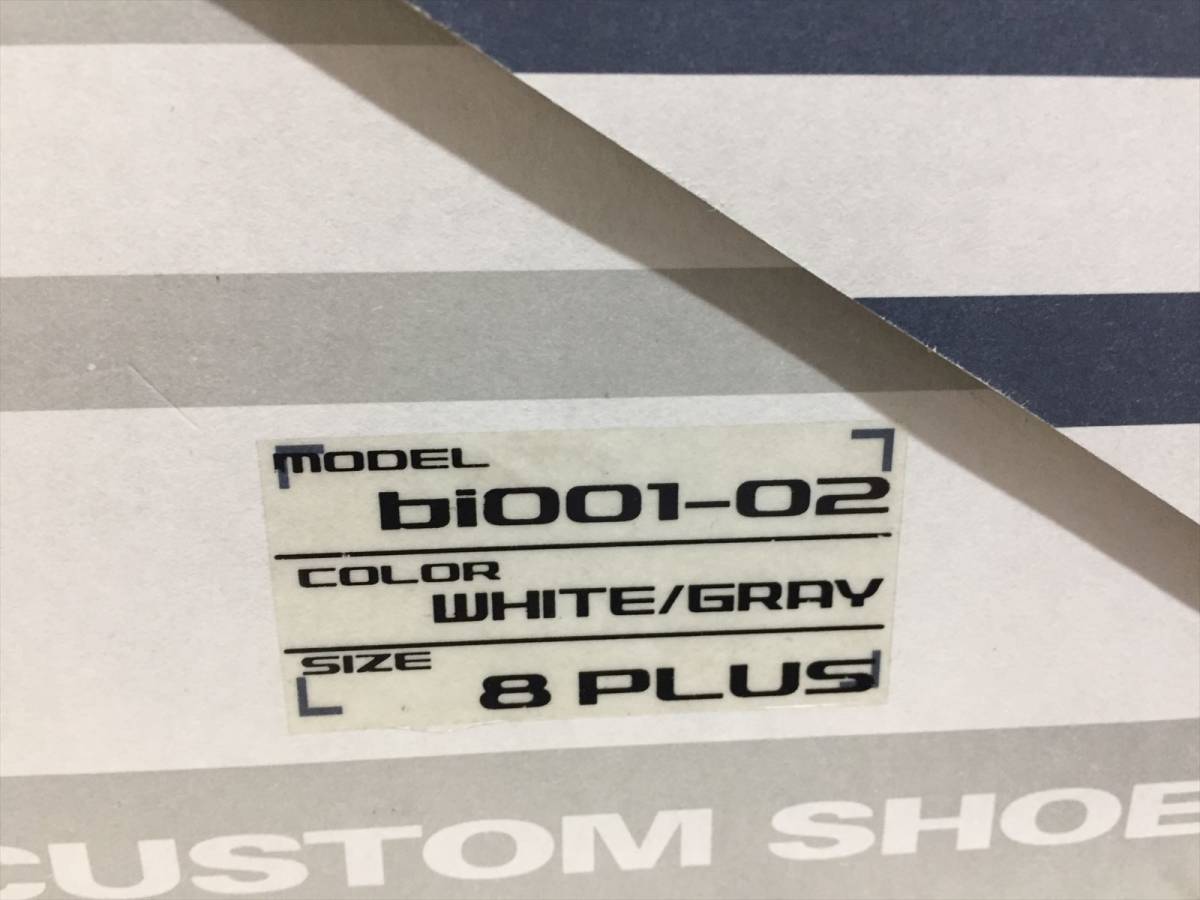 MODEL
bi001-02
COLOR
WHITE/GRAY
SIZE
8 PLUS
CUSTOM SHOE